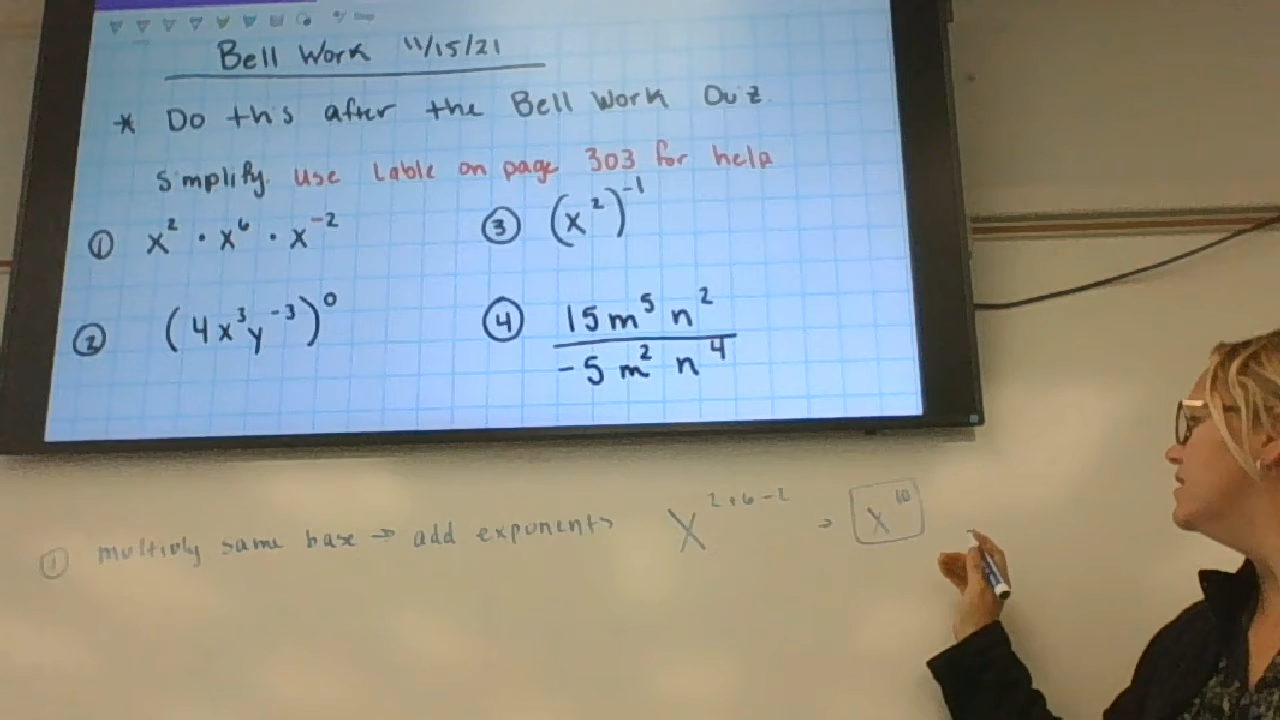 Bell Work 11/15/21
* Do this after the Bell Work Quiz.
Simplify. Use Lable on page 303 for help
① x² · x⁶ · x⁻²
③ (x²)⁻¹
② (4x³y⁻³)⁰
④ 15m⁵n² / -5m²n⁴
① multiply same base → add exponents x²⁺⁶⁻² → x¹⁰